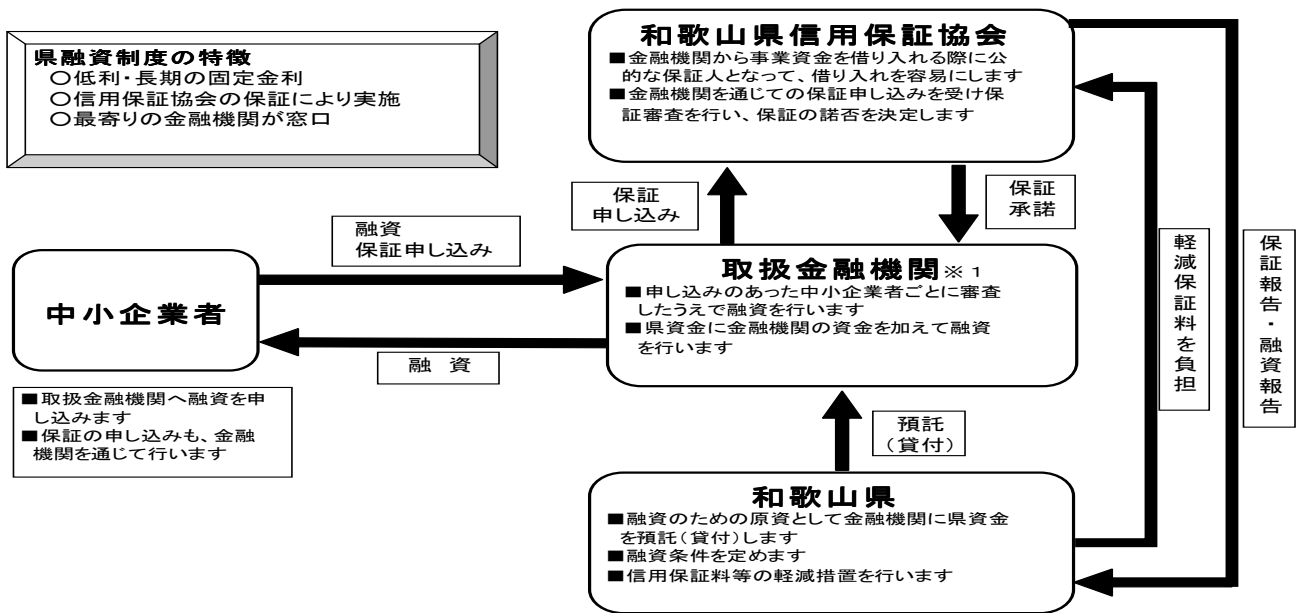 県融資制度の特徴
○低利・長期の固定金利
○信用保証協会の保証により実施
○最寄りの金融機関が窓口
和歌山県信用保証協会
■金融機関から事業資金を借り入れる際に公
的な保証人となって、借り入れを容易にします
■金融機関を通じての保証申し込みを受け保
証審査を行い、保証の諾否を決定します
保証
申し込み
保証
承諾
融資
保証申し込み
中小企業者
取扱金融機関※1
■申し込みのあった中小企業者ごとに審査
したうえで融資を行います
■県資金に金融機関の資金を加えて融資
を行います
融 資
■取扱金融機関へ融資を申
し込みます
■保証の申し込みも、金融
機関を通じて行います
預託
(貸付)
和歌山県
■融資のための原資として金融機関に県資金
を預託(貸付)します
■融資条件を定めます
■信用保証料等の軽減措置を行います
軽減保証料を負担
保証報告・融資報告